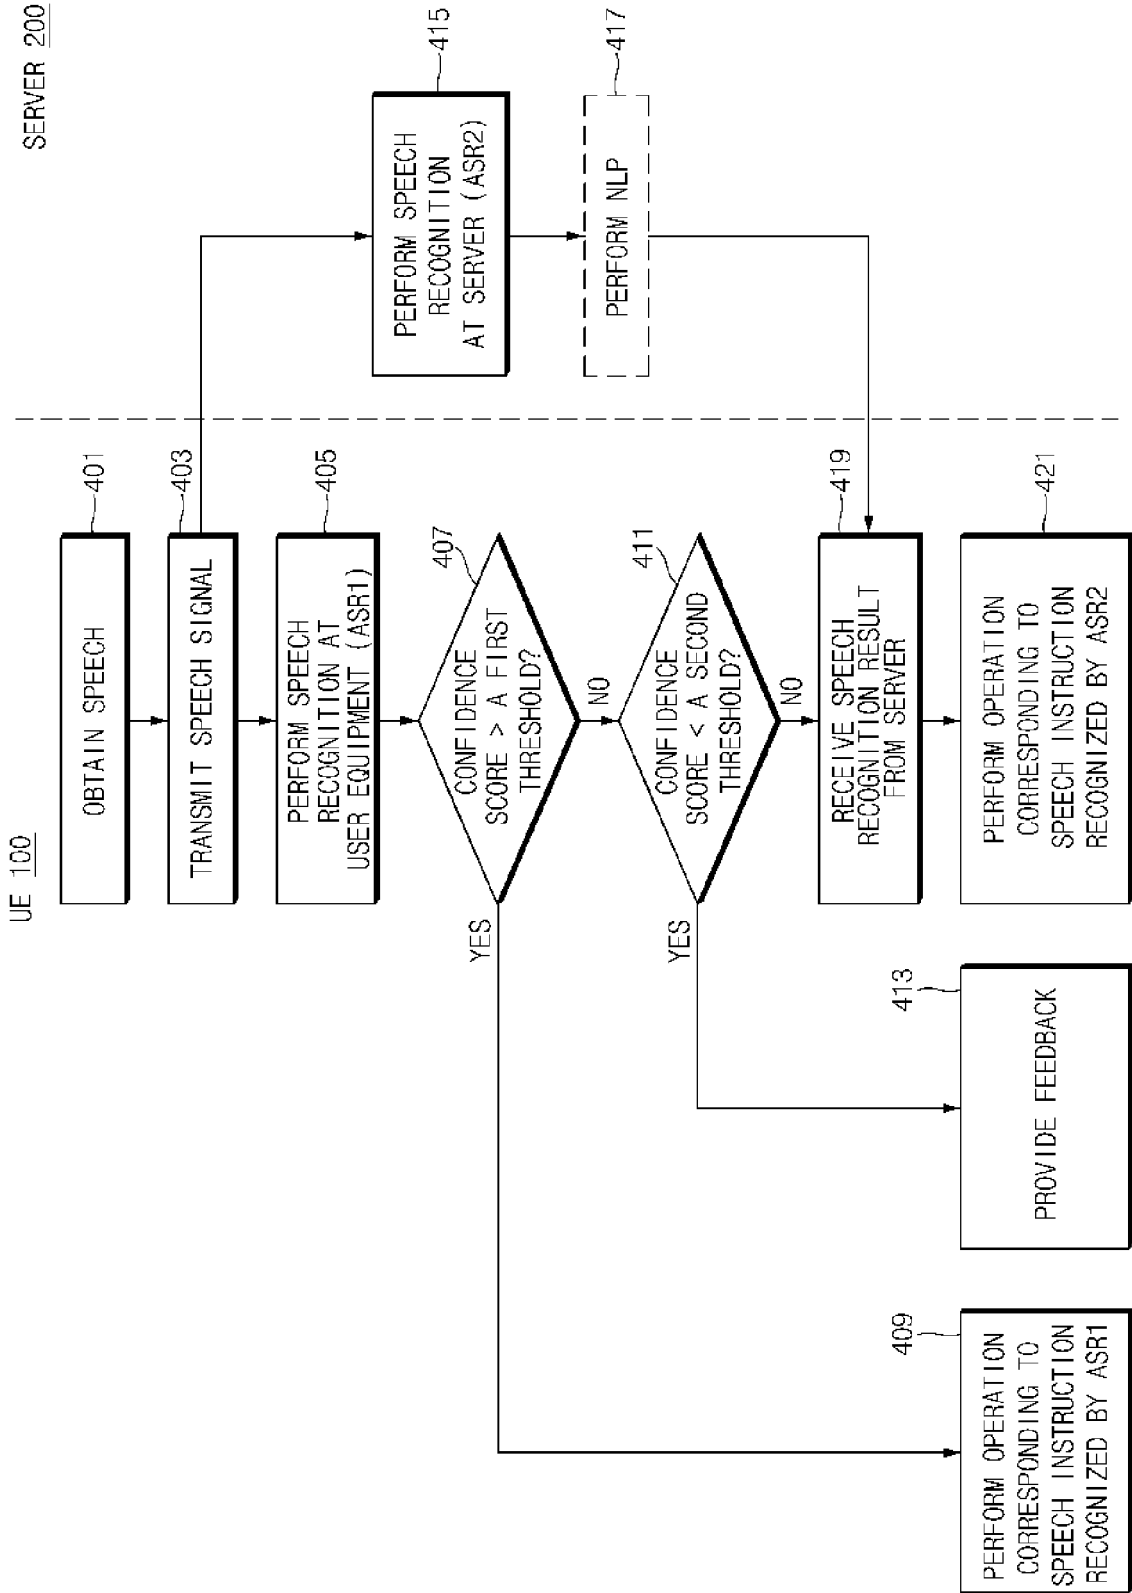 UE 100
SERVER 200
OBTAIN SPEECH
401
TRANSMIT SPEECH SIGNAL
403
PERFORM SPEECH
RECOGNITION AT
USER EQUIPMENT (ASR1)
405
PERFORM SPEECH
RECOGNITION
AT SERVER (ASR2)
415
CONFIDENCE
SCORE > A FIRST
THRESHOLD?
407
YES
NO
PERFORM NLP
417
CONFIDENCE
SCORE < A SECOND
THRESHOLD?
411
YES
NO
RECEIVE SPEECH
RECOGNITION RESULT
FROM SERVER
419
PERFORM OPERATION
CORRESPONDING TO
SPEECH INSTRUCTION
RECOGNIZED BY ASR1
409
PROVIDE FEEDBACK
413
PERFORM OPERATION
CORRESPONDING TO
SPEECH INSTRUCTION
RECOGNIZED BY ASR2
421